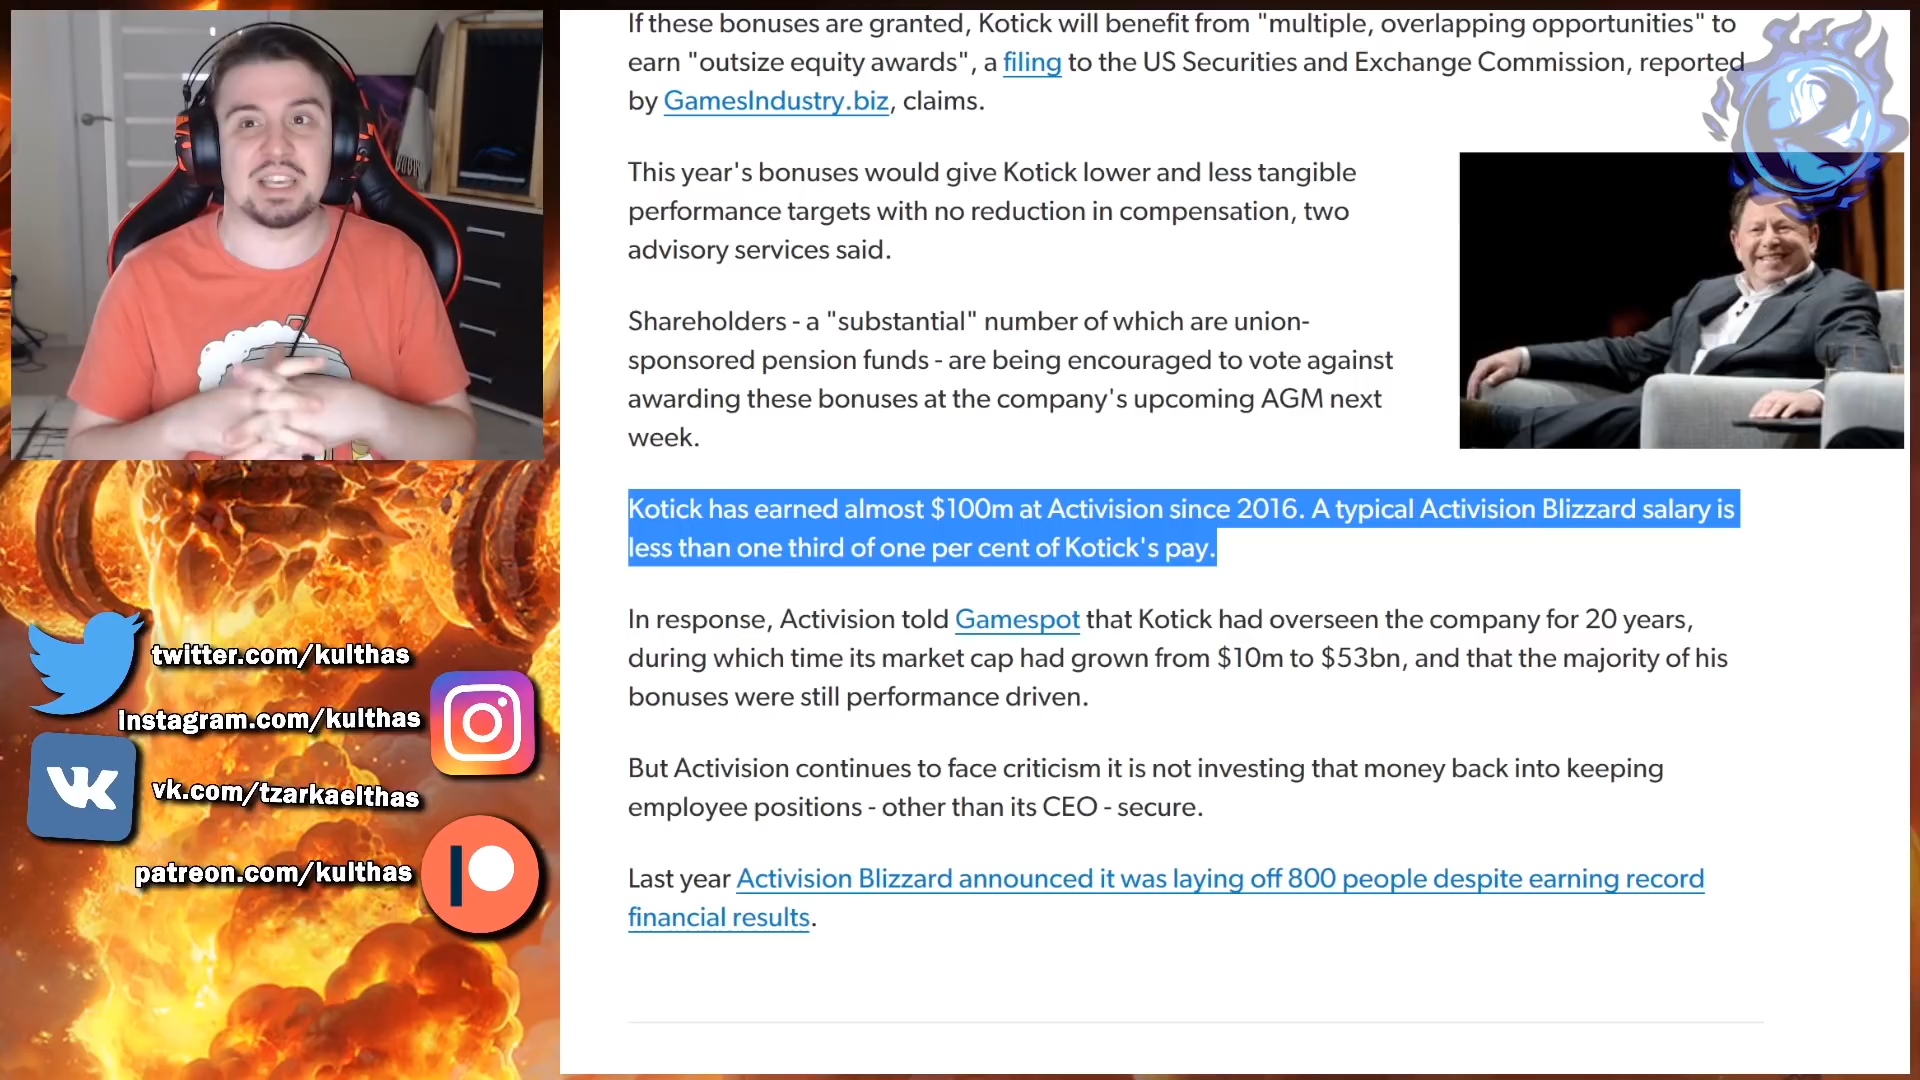 If these bonuses are granted, Kotick will benefit from "multiple, overlapping opportunities" to
earn "outsize equity awards", a filing to the US Securities and Exchange Commission, reported
by GamesIndustry.biz, claims.
This year's bonuses would give Kotick lower and less tangible
performance targets with no reduction in compensation, two
advisory services said.
Shareholders - a "substantial" number of which are union-
sponsored pension funds - are being encouraged to vote against
awarding these bonuses at the company's upcoming AGM next
week.
Kotick has earned almost $100m at Activision since 2016. A typical Activision Blizzard salary is
less than one third of one per cent of Kotick's pay.
In response, Activision told Gamespot that Kotick had overseen the company for 20 years,
during which time its market cap had grown from $10m to $53bn, and that the majority of his
bonuses were still performance driven.
But Activision continues to face criticism it is not investing that money back into keeping
employee positions - other than its CEO - secure.
Last year Activision Blizzard announced it was laying off 800 people despite earning record
financial results.
twitter.com/kulthas
Instagram.com/kulthas
vk.com/tzarkaelthas
patreon.com/kulthas